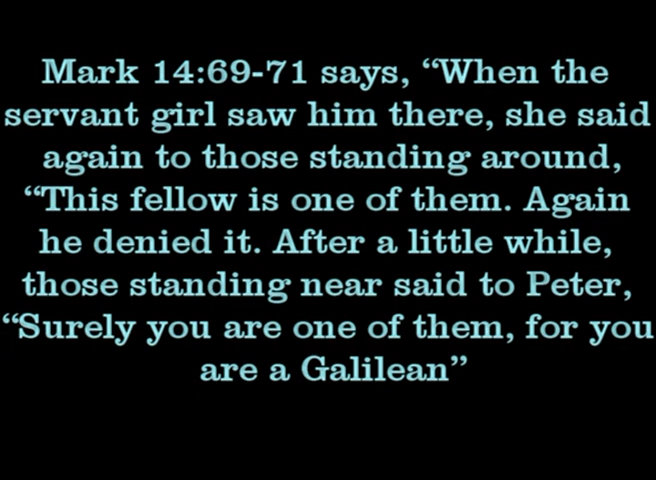 Mark 14:69-71 says, “When the
servant girl saw him there, she said
again to those standing around,
“This fellow is one of them. Again
he denied it. After a little while,
those standing near said to Peter,
“Surely you are one of them, for you
are a Galilean”